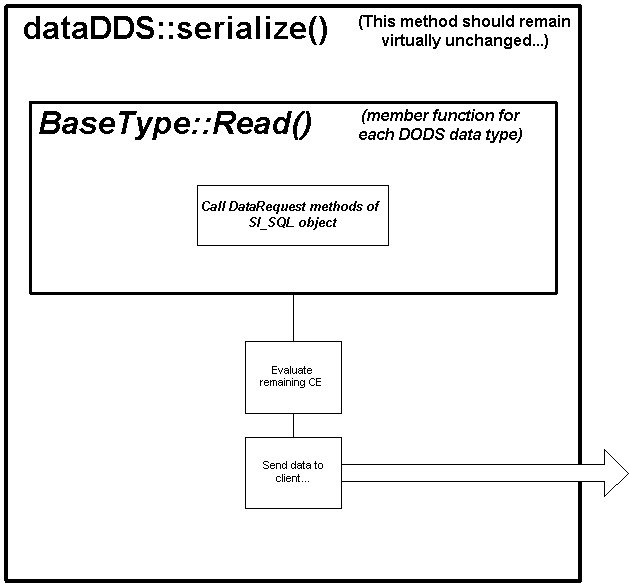 dataDDS::serialize()
(This method should remain
virtually unchanged...)
BaseType::Read()
(member function for
each DODS data type)
Call DataRequest methods of
SI_SQL object
Evaluate
remaining CE
Send data to
client...